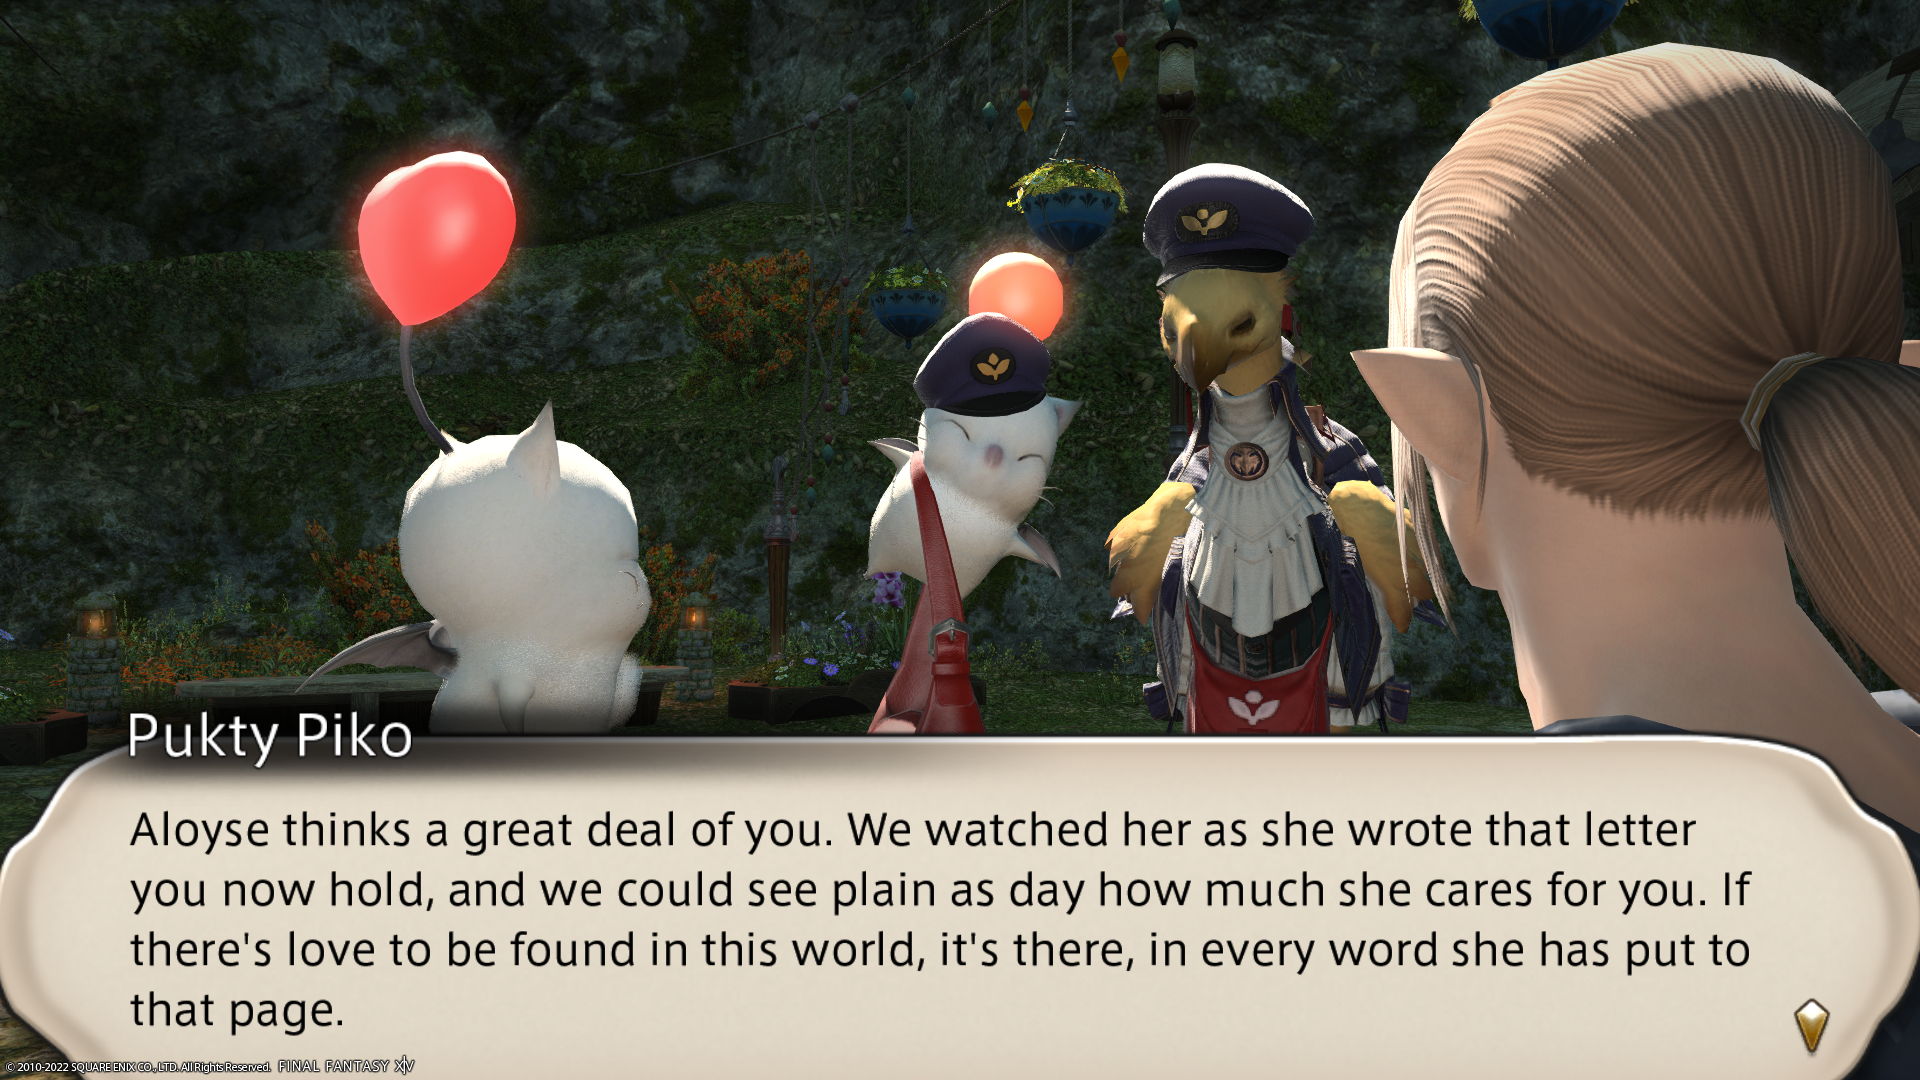 Pukty Piko
Aloyse thinks a great deal of you. We watched her as she wrote that letter
you now hold, and we could see plain as day how much she cares for you. If
there's love to be found in this world, it's there, in every word she has put to
that page.
© 2010-2022 SQUARE ENIX CO., LTD. All Rights Reserved. FINAL FANTASY XIV